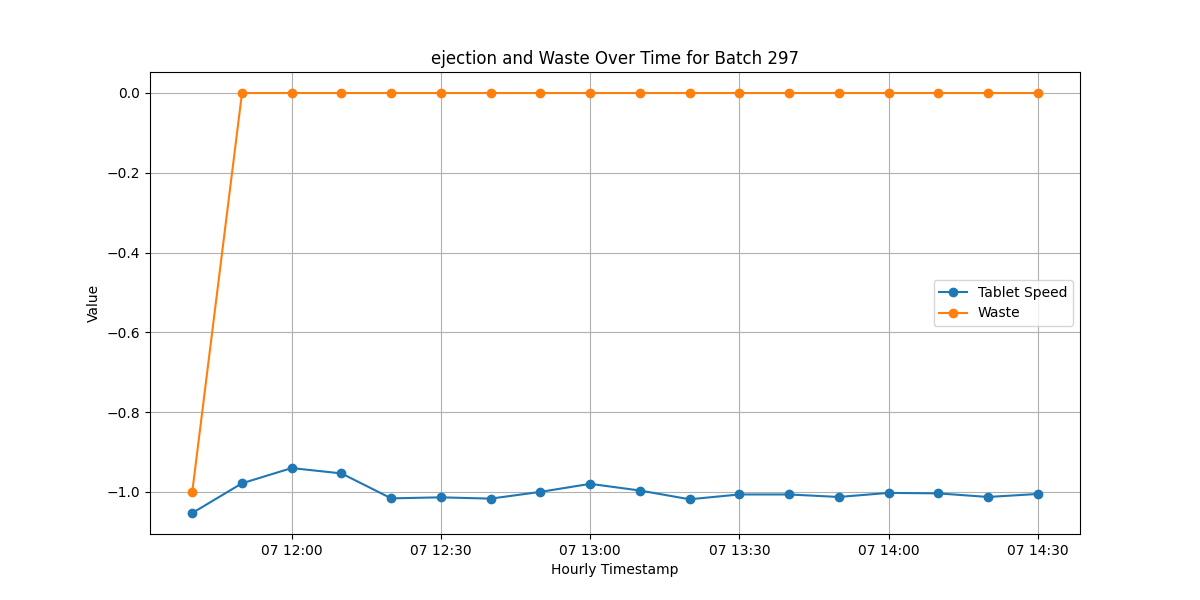 ejection and Waste Over Time for Batch 297
0.0
−0.2
−0.4
−0.6
−0.8
−1.0
Value
Tablet Speed
Waste
07 12:00 07 12:30 07 13:00 07 13:30 07 14:00 07 14:30
Hourly Timestamp